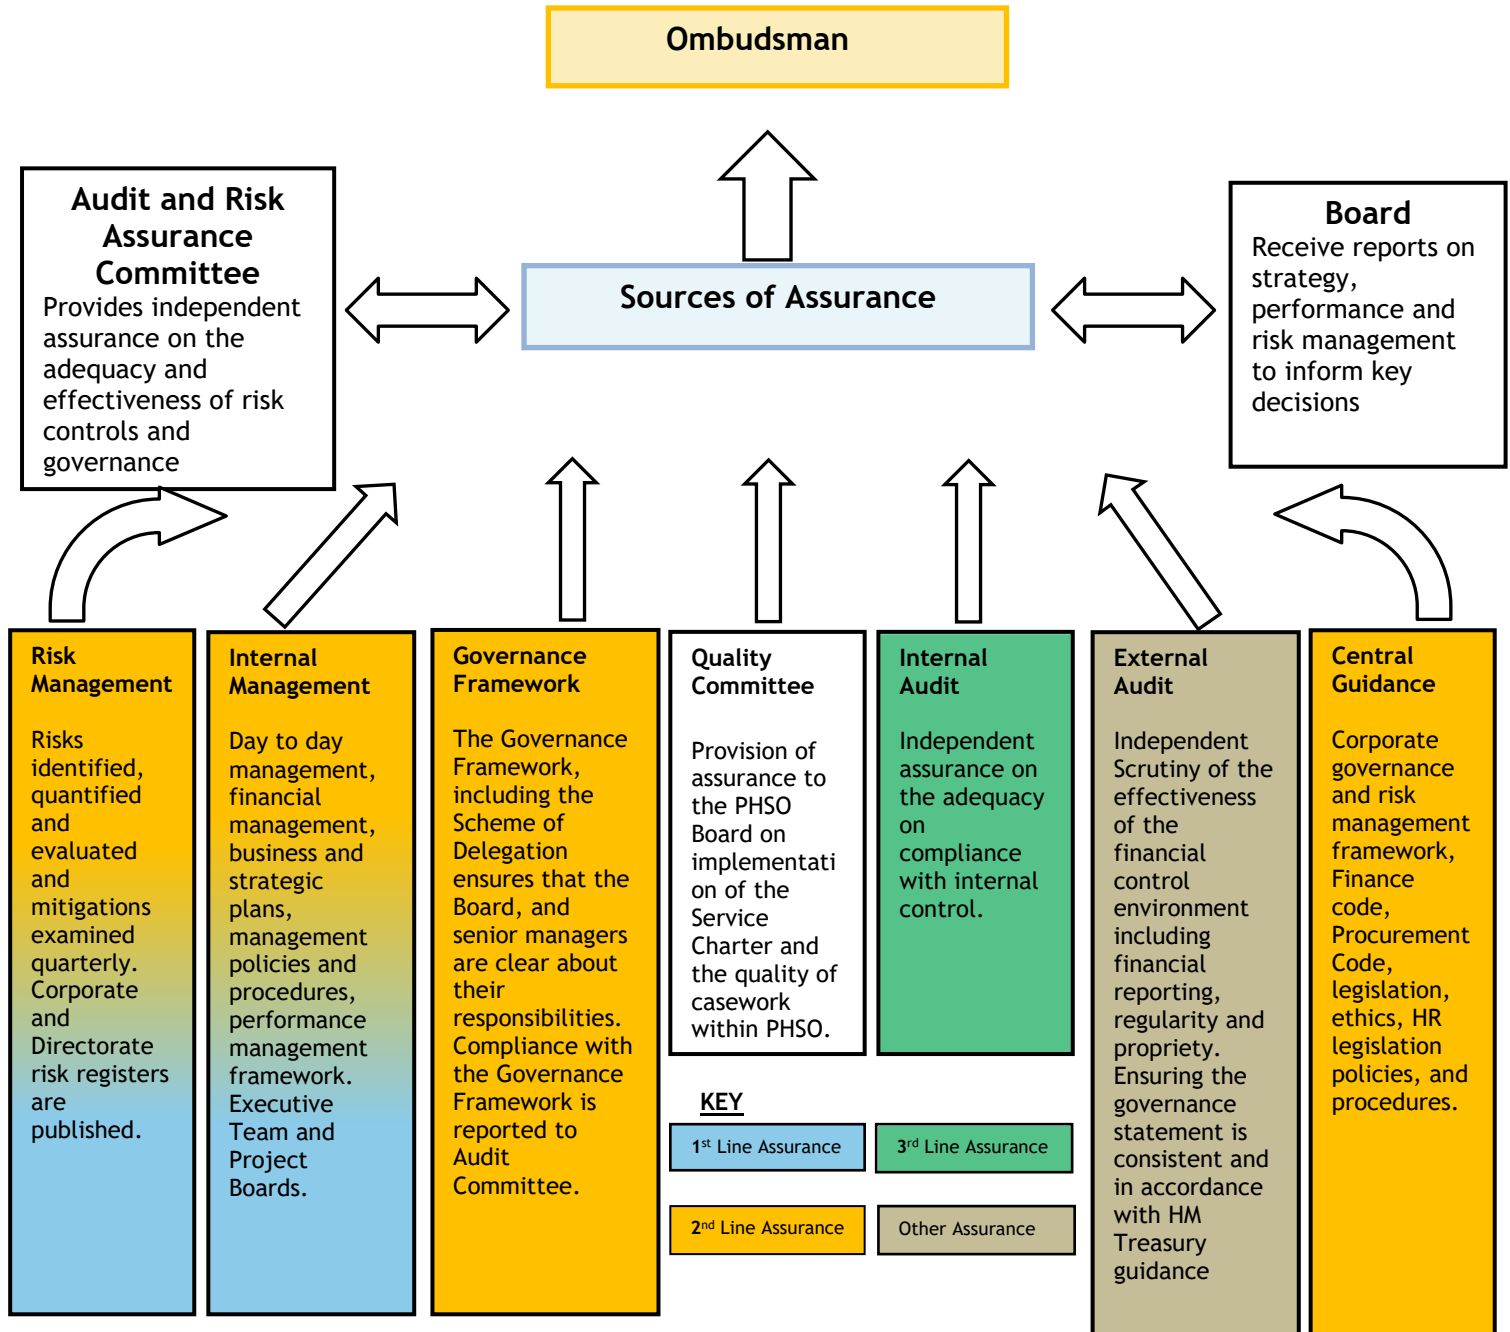 Ombudsman
Audit and Risk
Assurance
Committee
Provides independent
assurance on the
adequacy and
effectiveness of risk
controls and
governance
Sources of Assurance
Board
Receive reports on
strategy,
performance and
risk management
to inform key
decisions
Risk
Management
Risks
identified,
quantified
and
evaluated
and
mitigations
examined
quarterly.
Corporate
and
Directorate
risk registers
are
published.
Internal
Management
Day to day
management,
financial
management,
business and
strategic
plans,
management
policies and
procedures,
performance
management
framework.
Executive
Team and
Project
Boards.
Governance
Framework
The Governance
Framework,
including the
Scheme of
Delegation
ensures that the
Board, and
senior managers
are clear about
their
responsibilities.
Compliance with
the Governance
Framework is
reported to
Audit
Committee.
Quality
Committee
Provision of
assurance to
the PHSO
Board on
implementati
on of the
Service
Charter and
the quality of
casework
within PHSO.
Internal
Audit
Independent
assurance on
the adequacy
on
compliance
with internal
control.
External
Audit
Independent
Scrutiny of the
effectiveness
of the
financial
control
environment
including
financial
reporting,
regularity and
propriety.
Ensuring the
governance
statement is
consistent and
in accordance
with HM
Treasury
guidance
Central
Guidance
Corporate
governance
and risk
management
framework,
Finance
code,
Procurement
Code,
legislation,
ethics, HR
legislation
policies, and
procedures.
KEY
1st Line Assurance
3rd Line Assurance
2nd Line Assurance
Other Assurance